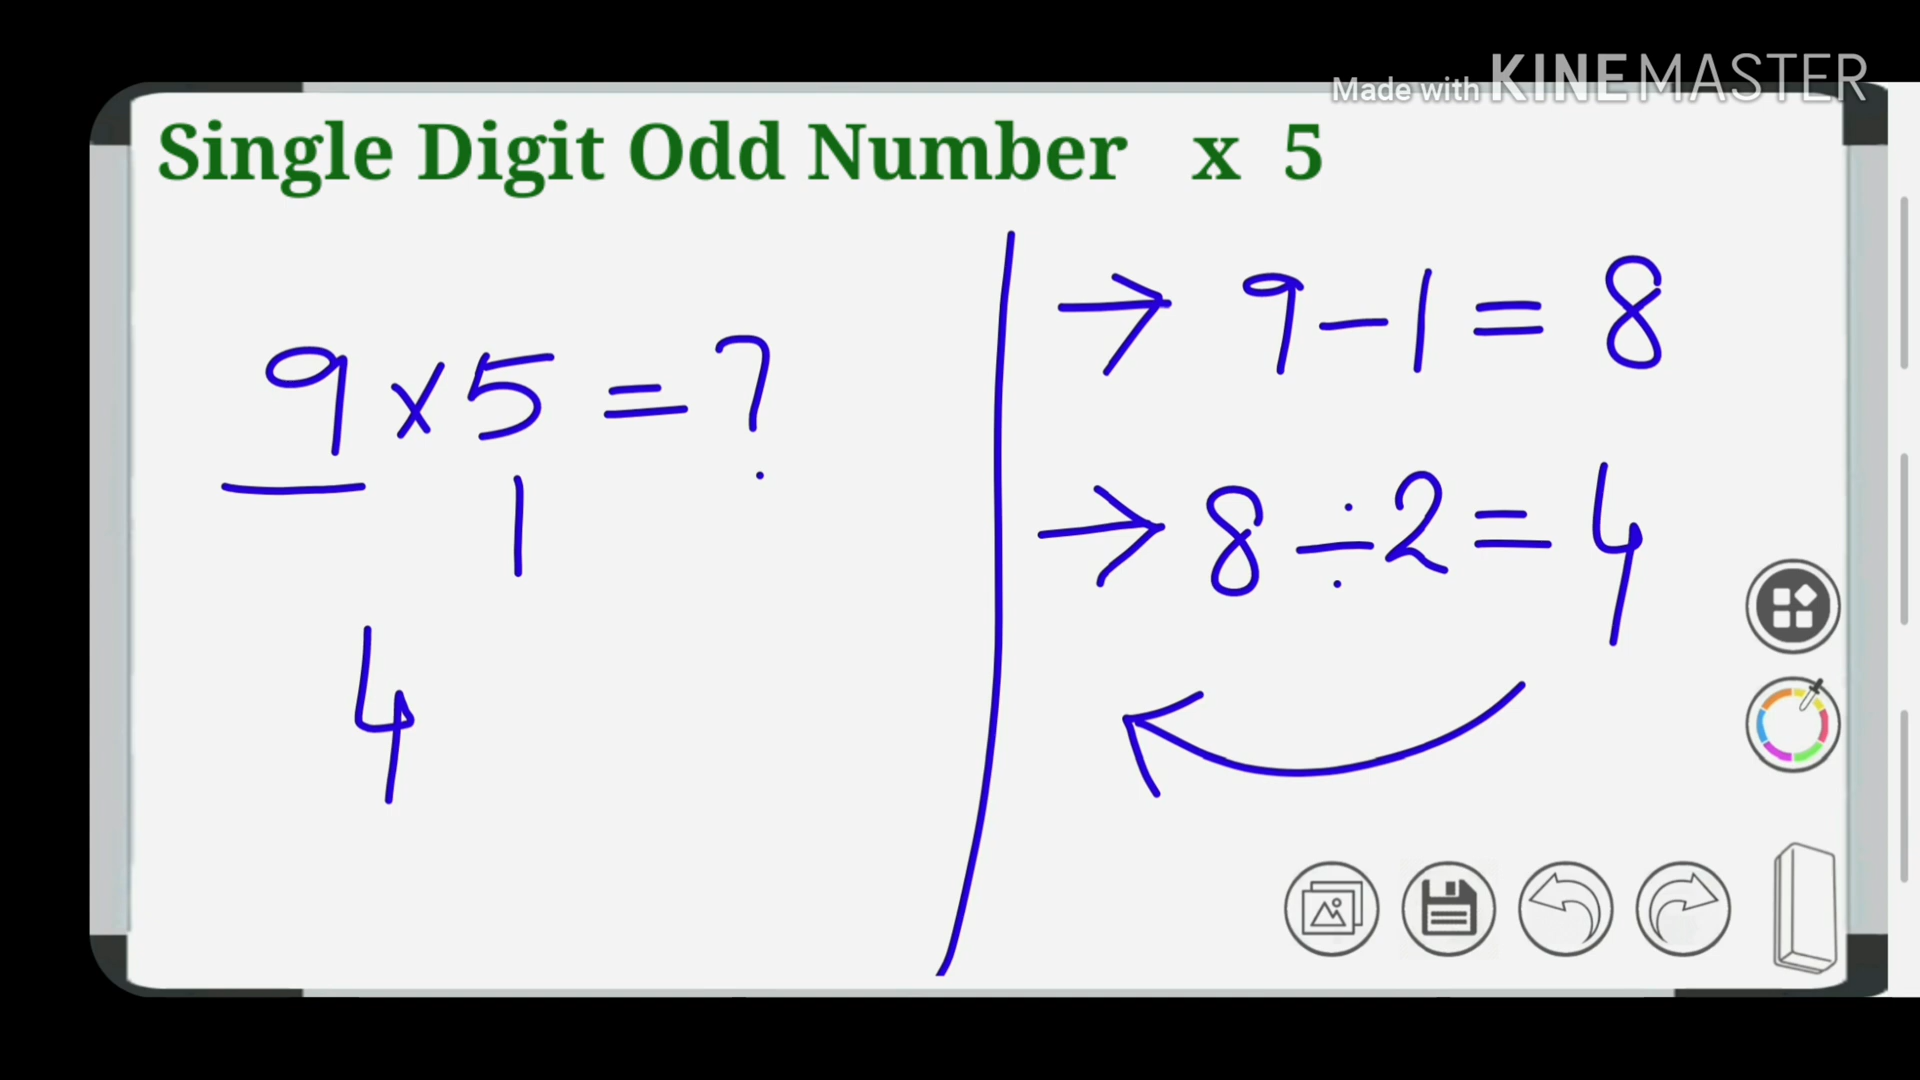 Made with KINEMASTER
Single Digit Odd Number x 5
9 x 5 = ?
1
4
→ 9 - 1 = 8
→ 8 ÷ 2 = 4